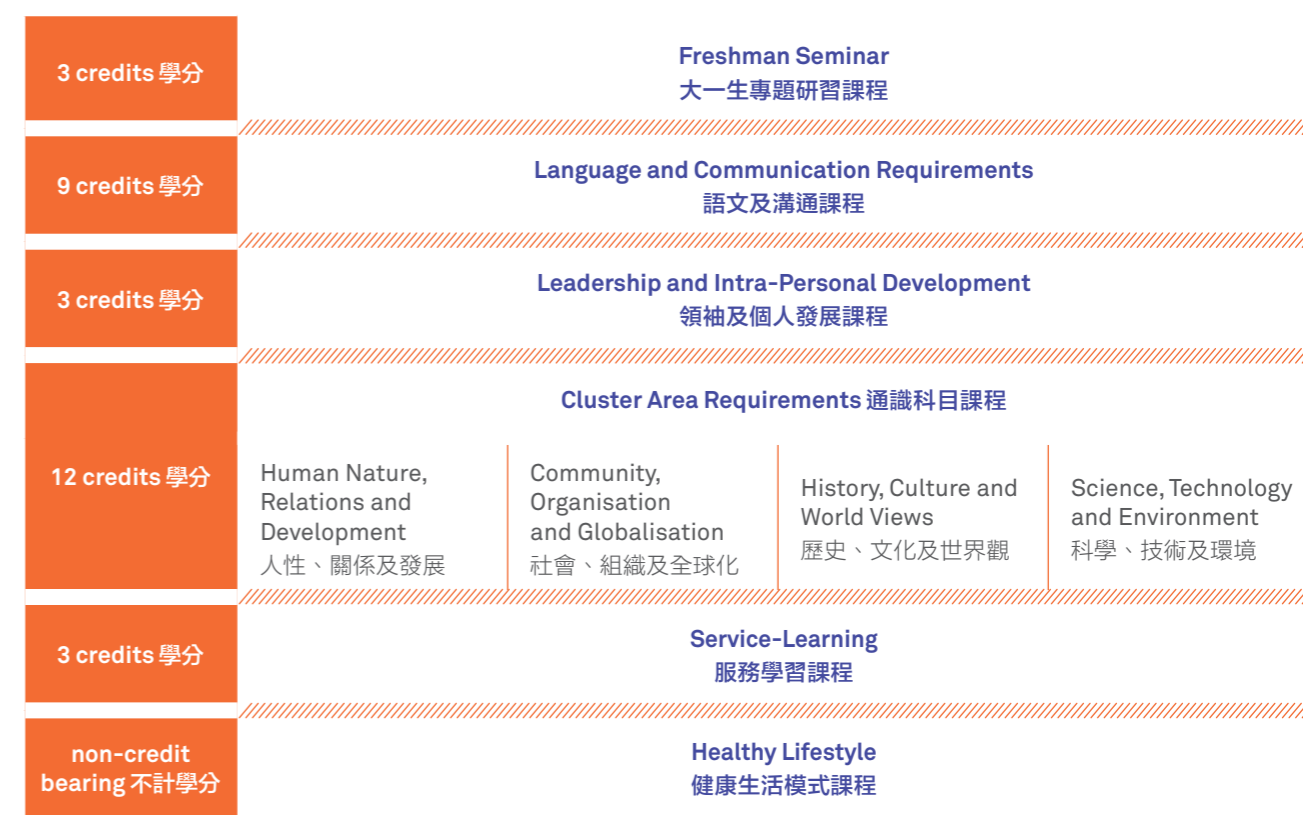 3 credits 學分
Freshman Seminar
大一生專題研習課程
9 credits 學分
Language and Communication Requirements
語文及溝通課程
3 credits 學分
Leadership and Intra-Personal Development
領袖及個人發展課程
12 credits 學分
Cluster Area Requirements 通識科目課程
Human Nature,
Relations and
Development
人性、關係及發展
Community,
Organisation
and Globalisation
社會、組織及全球化
History, Culture and
World Views
歷史、文化及世界觀
Science, Technology
and Environment
科學、技術及環境
3 credits 學分
Service-Learning
服務學習課程
non-credit
bearing 不計學分
Healthy Lifestyle
健康生活模式課程